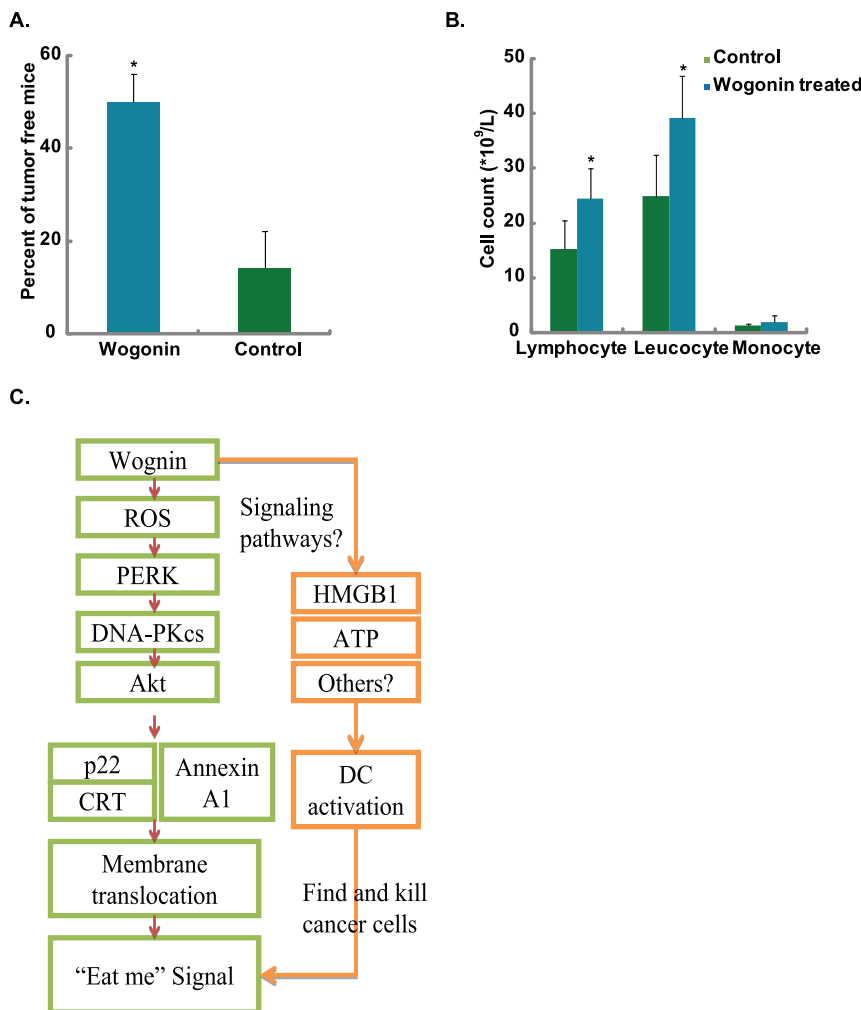 A.
60
40
20
0
Percent of tumor free mice
*
Wogonin
Control
B.
50
40
30
20
10
0
Cell count (*10^9/L)
Control
Wogonin treated
*
*
Lymphocyte
Leucocyte
Monocyte
C.
Wognin
ROS
PERK
DNA-PKcs
Akt
p22
CRT
Annexin
A1
Membrane
translocation
“Eat me” Signal
Signaling
pathways?
HMGB1
ATP
Others?
DC
activation
Find and kill
cancer cells